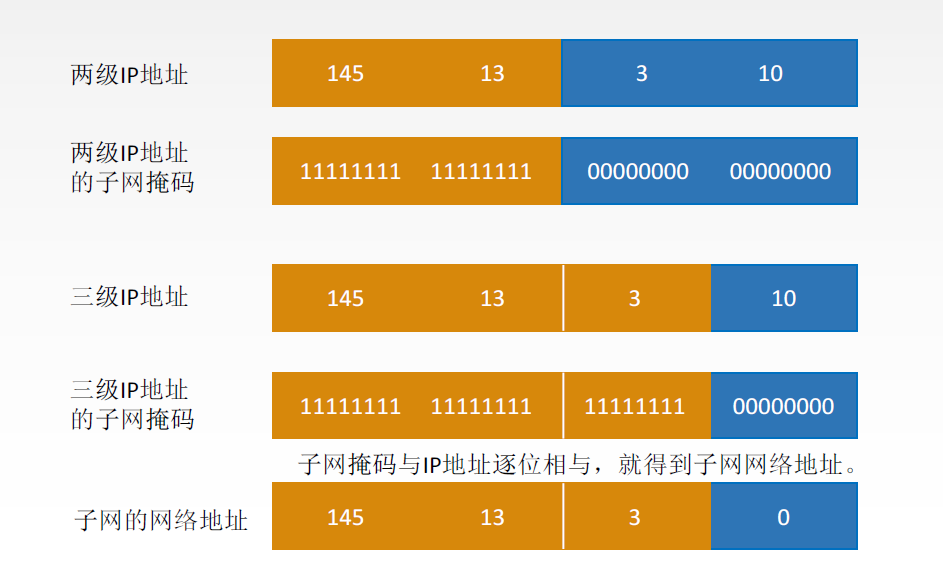 两级IP地址 145 13 3 10
两级IP地址
的子网掩码 11111111 11111111 00000000 00000000
三级IP地址 145 13 3 10
三级IP地址
的子网掩码 11111111 11111111 11111111 00000000
子网掩码与IP地址逐位相与，就得到子网网络地址。
子网的网络地址 145 13 3 0